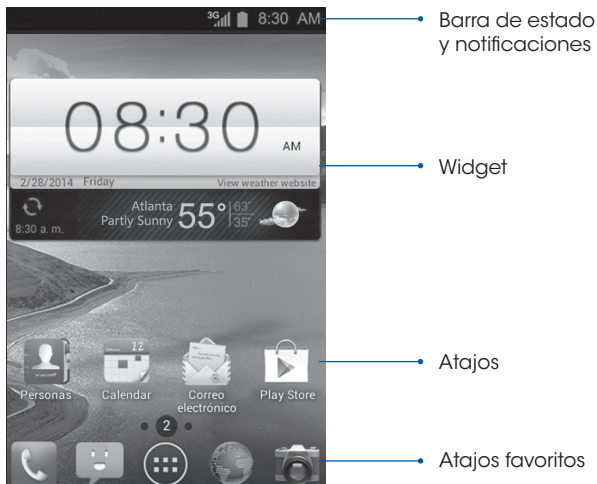 3G 8:30 AM
Barra de estado
y notificaciones
08:30 AM
Widget
2/28/2014 Friday View weather website
Atlanta
Partly Sunny 55° 63° 35°
8:30 a. m.
12
Atajos
Personas Calendar Correo
electrónico Play Store
2
Atajos favoritos